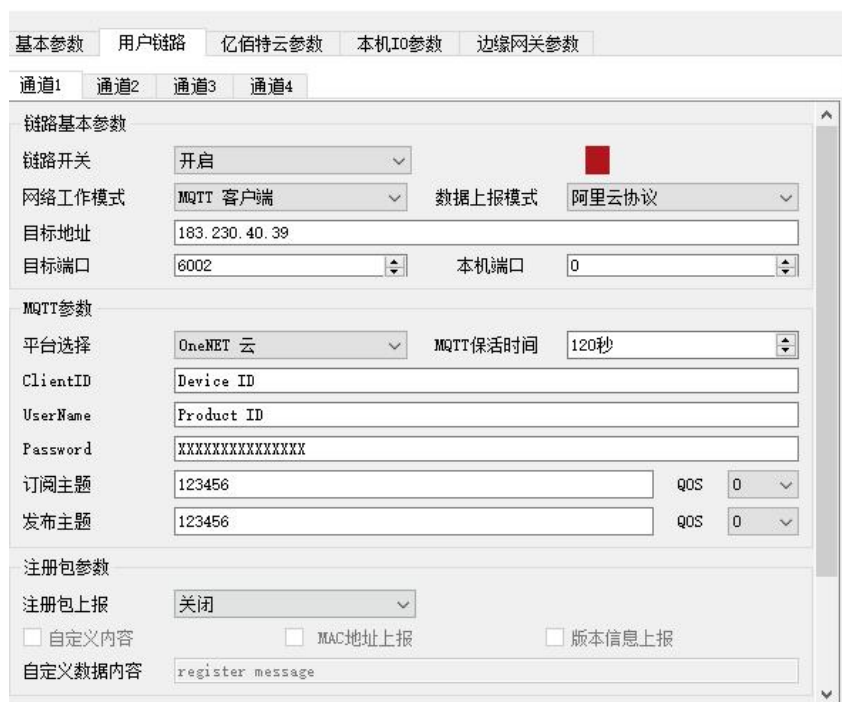 基本参数 用户链路 亿佰特云参数 本机IO参数 边缘网关参数
通道1 通道2 通道3 通道4
链路基本参数
链路开关 开启
网络工作模式 MQTT 客户端 数据上报模式 阿里云协议
目标地址 183.230.40.39
目标端口 6002 本机端口 0
MQTT参数
平台选择 OneNET 云 MQTT保活时间 120秒
ClientID Device ID
UserName Product ID
Password XXXXXXXXXXXXXXX
订阅主题 123456 QOS 0
发布主题 123456 QOS 0
注册包参数
注册包上报 关闭
自定义内容 MAC地址上报 版本信息上报
自定义数据内容 register message